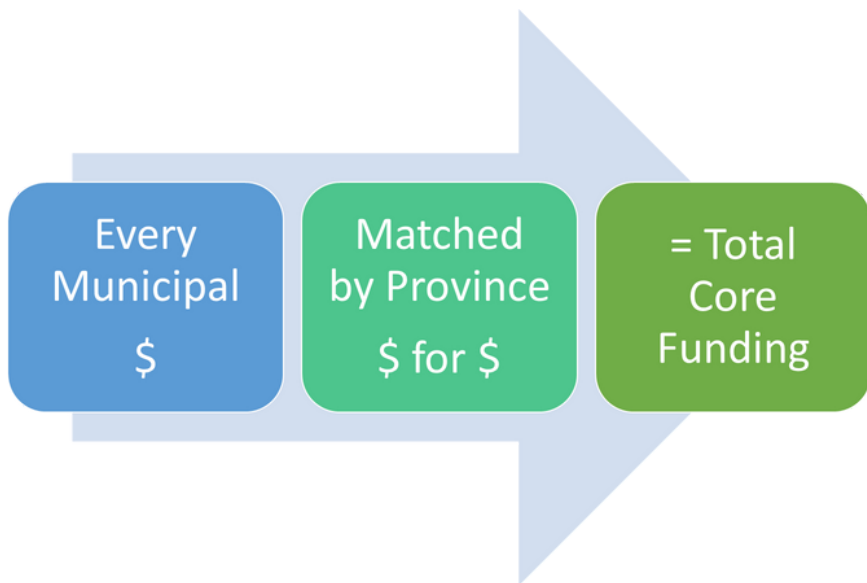 Every
Municipal
$
Matched
by Province
$ for $
= Total
Core
Funding